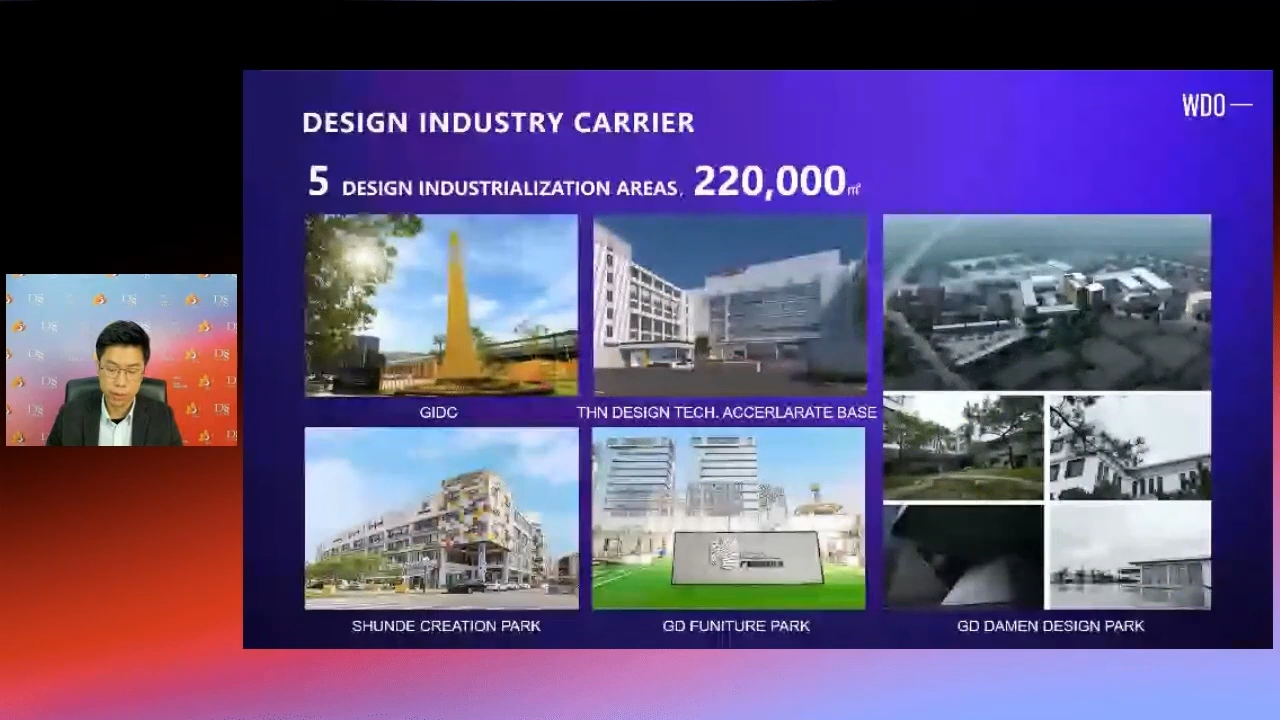 WDO
DESIGN INDUSTRY CARRIER
5 DESIGN INDUSTRIALIZATION AREAS, 220,000㎡
GIDC
THN DESIGN TECH. ACCERLARATE BASE
SHUNDE CREATION PARK
GD FUNITURE PARK
GD DAMEN DESIGN PARK